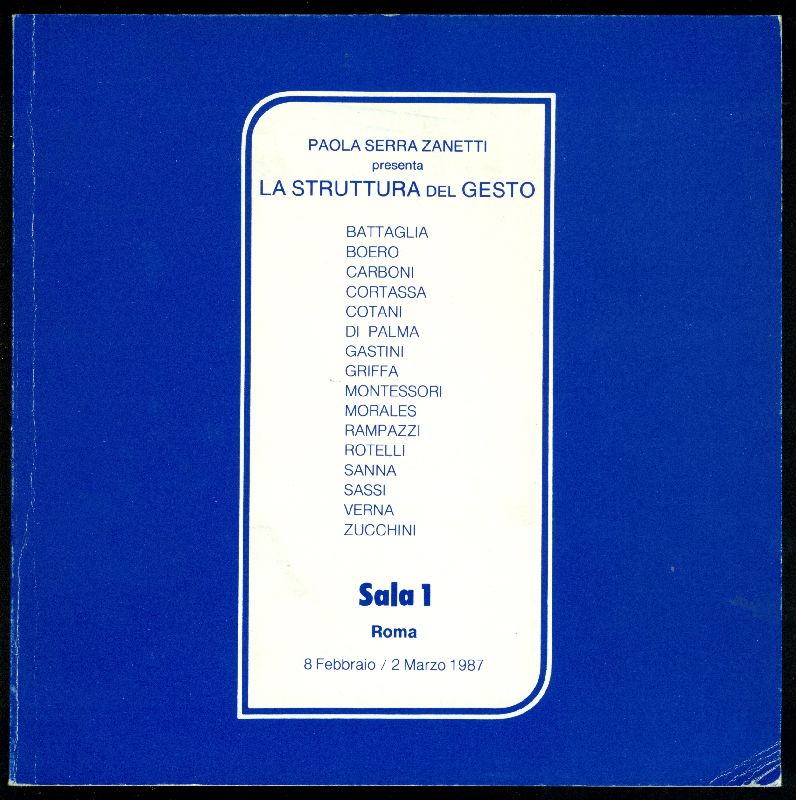 PAOLA SERRA ZANETTI
presenta
LA STRUTTURA DEL GESTO
BATTAGLIA
BOERO
CARBONI
CORTASSA
COTANI
DI PALMA
GASTINI
GRIFFA
MONTESSORI
MORALES
RAMPAZZI
ROTELLI
SANNA
SASSI
VERNA
ZUCCHINI
Sala 1
Roma
8 Febbraio / 2 Marzo 1987